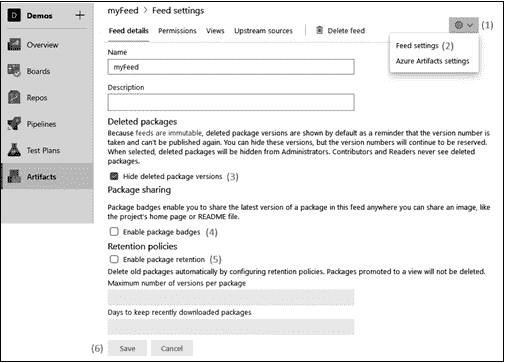 myFeed > Feed settings
D Demos +
(1)
Feed details Permissions Views Upstream sources Delete feed
Feed settings (2)
Azure Artifacts settings
Overview
Boards
Repos
Pipelines
Test Plans
Artifacts
Name
myFeed
Description
Deleted packages
Because feeds are immutable, deleted package versions are shown by default as a reminder that the version number is
taken and can't be published again. You can hide these versions, but the version numbers will continue to be reserved.
When selected, deleted packages will be hidden from Administrators. Contributors and Readers never see deleted
packages.
Hide deleted package versions (3)
Package sharing
Package badges enable you to share the latest version of a package in this feed anywhere you can share an image, like
the project's home page or README file.
Enable package badges (4)
Retention policies
Enable package retention (5)
Delete old packages automatically by configuring retention policies. Packages promoted to a view will not be deleted.
Maximum number of versions per package
Days to keep recently downloaded packages
(6) Save Cancel